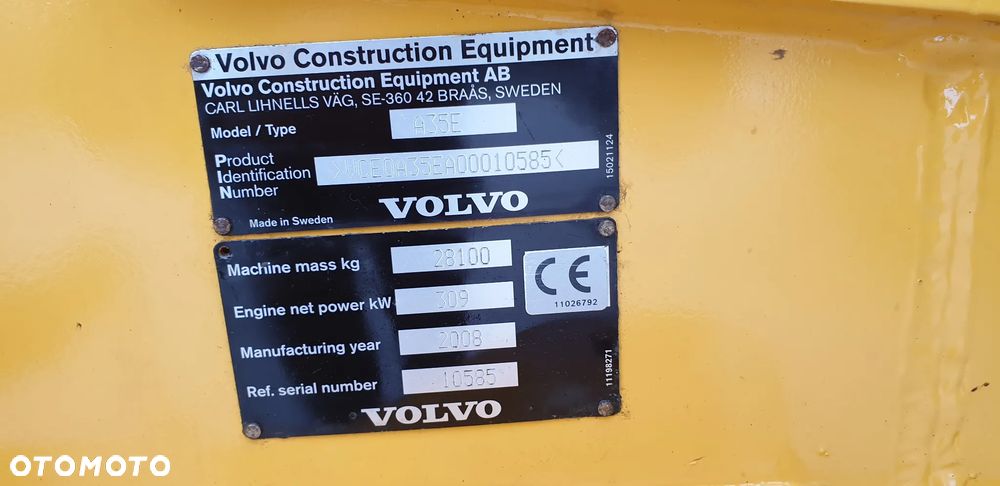 Volvo Construction Equipment
Volvo Construction Equipment AB
CARL LIHNELLS VÄG, SE-360 42 BRAÅS, SWEDEN
Model / Type A35E
Product
Identification >VCE0A35EA00010585<
Number
15021124
VOLVO
Made in Sweden
Machine mass kg 28100
CE
11026792
Engine net power kW 309
Manufacturing year 2008
Ref. serial number 10585
11198271
VOLVO
OTOMOTO